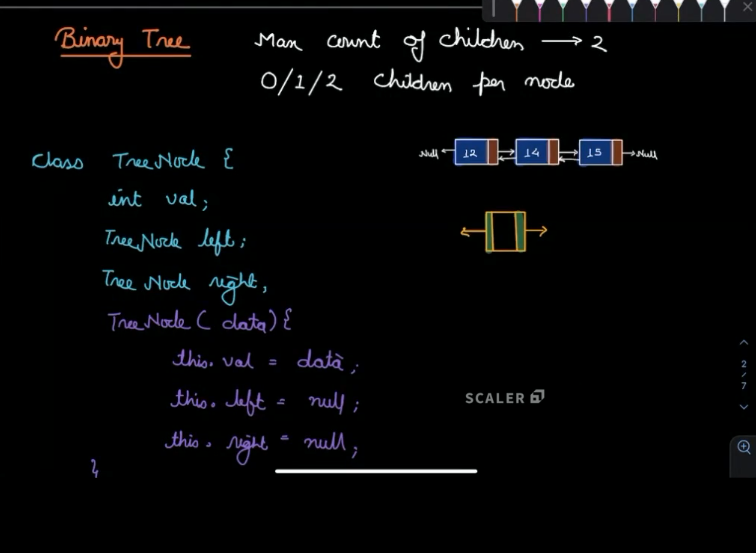 Binary Tree
Max count of children → 2
0/1/2 children per node
Class TreeNode {
int val;
TreeNode left;
TreeNode right,
TreeNode( data){
this. val = data;
this. left = null;
this. right = null;
}
Null 12 14 15 Null
SCALER
2
/
7